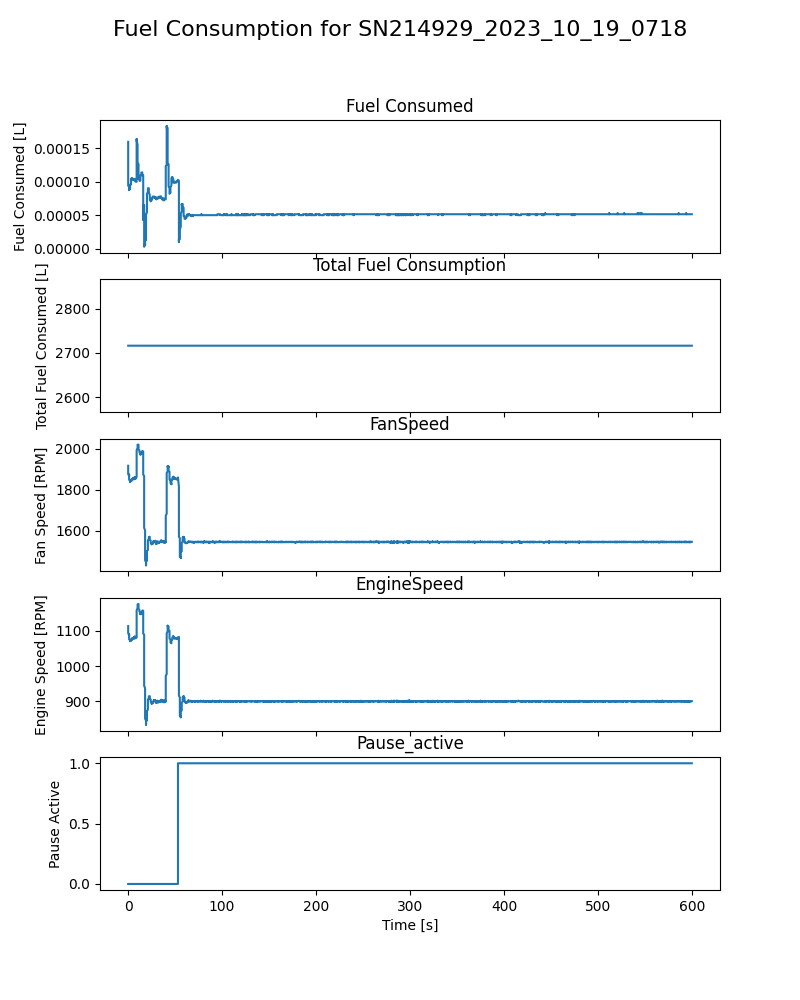 Fuel Consumption for SN214929_2023_10_19_0718
Fuel Consumed
Fuel Consumed [L]
0.00015
0.00010
0.00005
0.00000
Total Fuel Consumption
Total Fuel Consumed [L]
2800
2700
2600
FanSpeed
Fan Speed [RPM]
2000
1800
1600
EngineSpeed
Engine Speed [RPM]
1100
1000
900
Pause_active
Pause Active
1.0
0.5
0.0
0 100 200 300 400 500 600
Time [s]